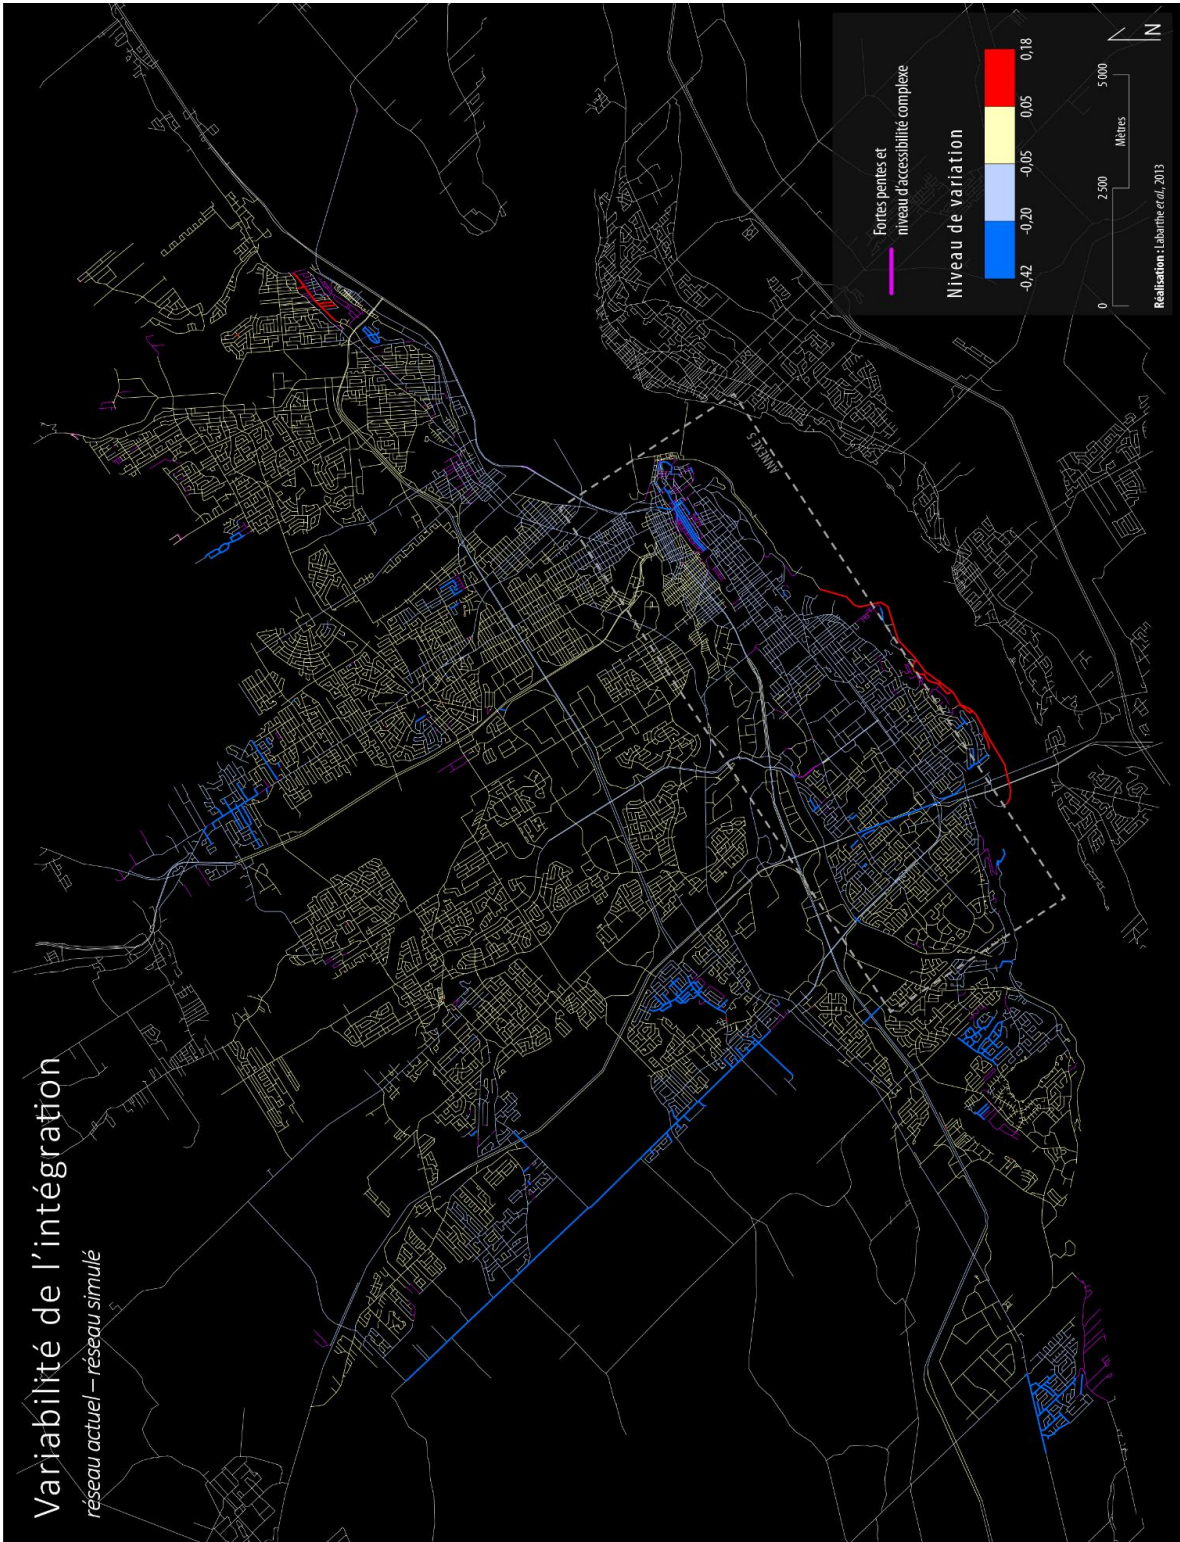 Variabilité de l'intégration
réseau actuel – réseau simulé
ANNEXE 5
Fortes pentes et
niveau d'accessibilité complexe
Niveau de variation
-0,42
-0,20
-0,05
0,05
0,18
0
2 500
5 000
Mètres
N
Réalisation : Labarthe et al., 2013